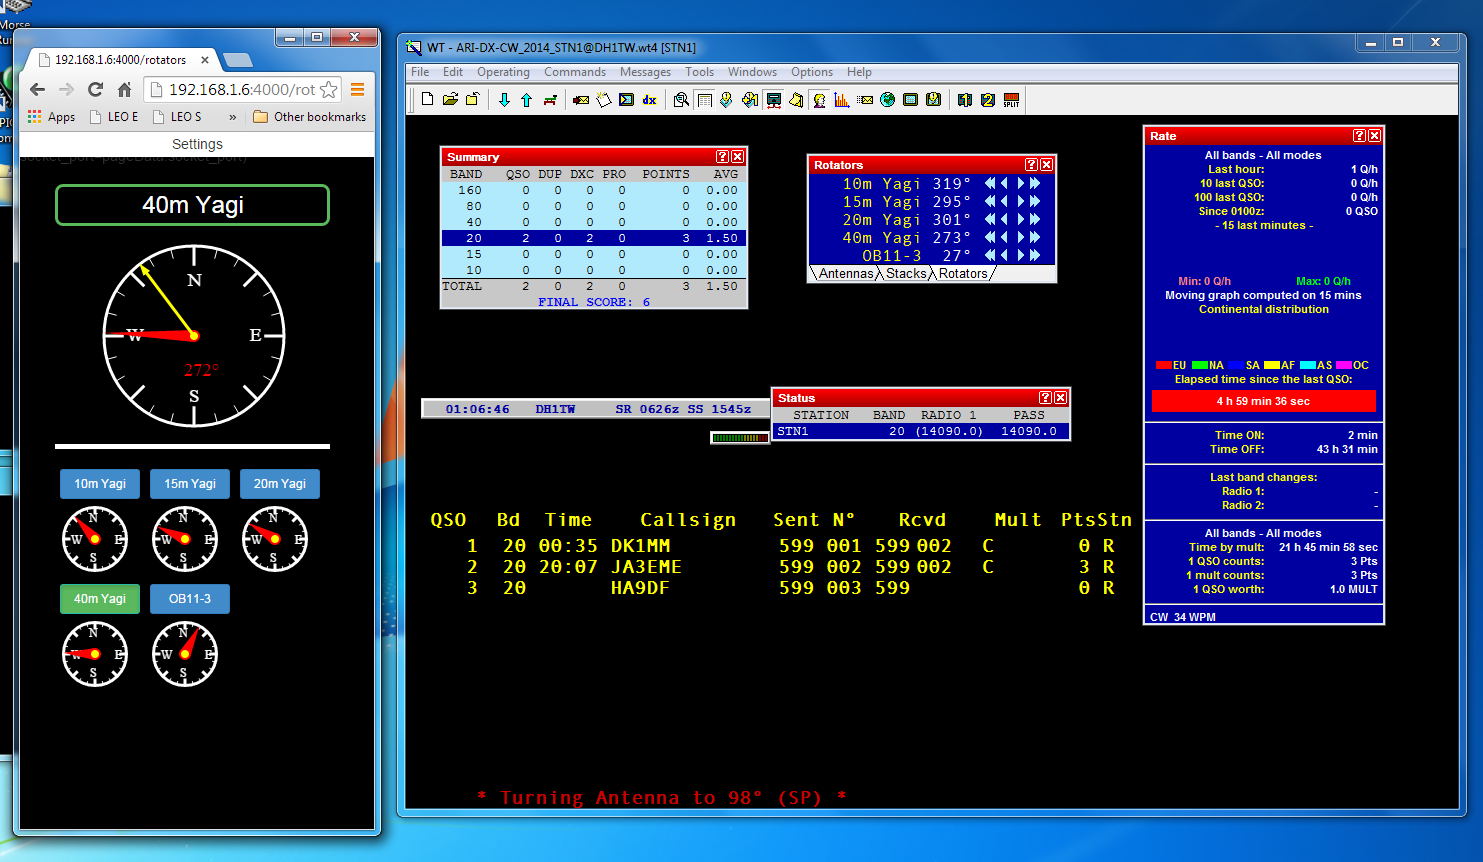 Morse
Run
192.168.1.6:4000/rotators
192.168.1.6:4000/rot
Apps LEO E LEO S » Other bookmarks
Settings
socket_port=pageData.socket_port)
40m Yagi
N
W E
272°
S
10m Yagi 15m Yagi 20m Yagi
N N N
W E W E W E
S S S
40m Yagi OB11-3
N N
W E W E
S S
WT - ARI-DX-CW_2014_STN1@DH1TW.wt4 [STN1]
File Edit Operating Commands Messages Tools Windows Options Help
dx SPLIT
Summary
BAND QSO DUP DXC PRO POINTS AVG
160 0 0 0 0 0 0.00
80 0 0 0 0 0 0.00
40 0 0 0 0 0 0.00
20 2 0 2 0 3 1.50
15 0 0 0 0 0 0.00
10 0 0 0 0 0 0.00
TOTAL 2 0 2 0 3 1.50
FINAL SCORE: 6
Rotators
10m Yagi 319°
15m Yagi 295°
20m Yagi 301°
40m Yagi 273°
OB11-3 27°
Antennas Stacks Rotators
01:06:46 DH1TW SR 0626z SS 1545z
Status
STATION BAND RADIO 1 PASS
STN1 20 (14090.0) 14090.0
QSO Bd Time Callsign Sent N° Rcvd Mult Pts Stn
1 20 00:35 DK1MM 599 001 599 002 C 0 R
2 20 20:07 JA3EME 599 002 599 002 C 3 R
3 20 HA9DF 599 003 599 0 R
* Turning Antenna to 98° (SP) *
Rate
All bands - All modes
Last hour: 1 Q/h
10 last QSO: 0 Q/h
100 last QSO: 0 Q/h
Since 0100z: 0 QSO
- 15 last minutes -
Min: 0 Q/h Max: 0 Q/h
Moving graph computed on 15 mins
Continental distribution
EU NA SA AF AS OC
Elapsed time since the last QSO:
4 h 59 min 36 sec
Time ON: 2 min
Time OFF: 43 h 31 min
Last band changes:
Radio 1: -
Radio 2: -
All bands - All modes
Time by mult: 21 h 45 min 58 sec
1 QSO counts: 3 Pts
1 mult counts: 3 Pts
1 QSO worth: 1.0 MULT
CW 34 WPM